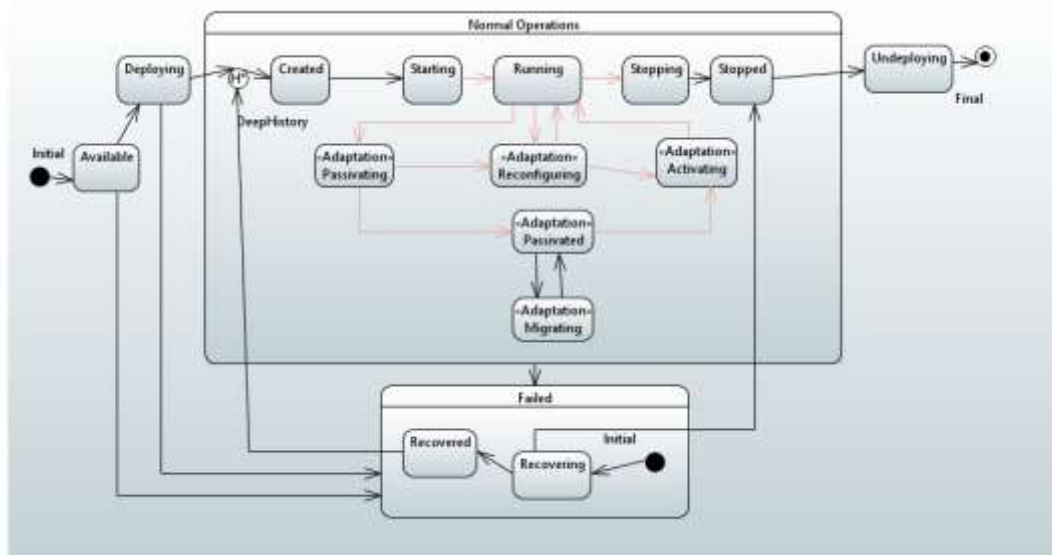 Normal Operations
Deploying
H*
Created
Starting
Running
Stopping
Stopped
Undeploying
Final
DeepHistory
Initial
Available
«Adaptation»
Passivating
«Adaptation»
Reconfiguring
«Adaptation»
Activating
«Adaptation»
Passivated
«Adaptation»
Migrating
Failed
Recovered
Recovering
Initial